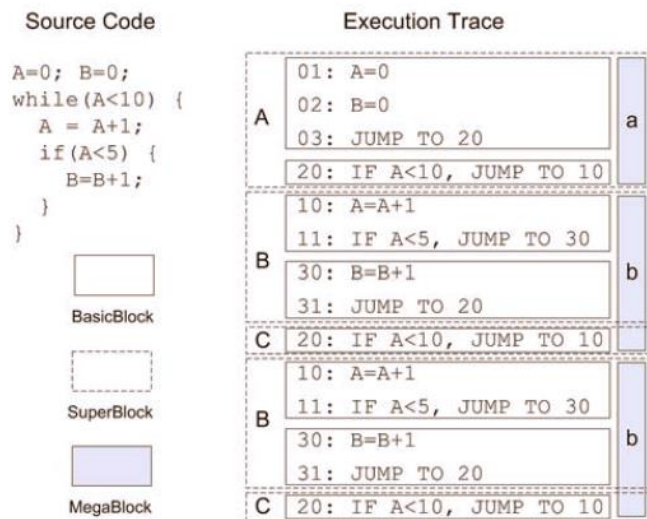 Source Code
A=0; B=0;
while(A<10) {
A = A+1;
if(A<5) {
B=B+1;
}
}
BasicBlock
SuperBlock
MegaBlock
Execution Trace
A
01: A=0
02: B=0
03: JUMP TO 20
20: IF A<10, JUMP TO 10
a
B
10: A=A+1
11: IF A<5, JUMP TO 30
30: B=B+1
31: JUMP TO 20
C
20: IF A<10, JUMP TO 10
b
B
10: A=A+1
11: IF A<5, JUMP TO 30
30: B=B+1
31: JUMP TO 20
C
20: IF A<10, JUMP TO 10
b